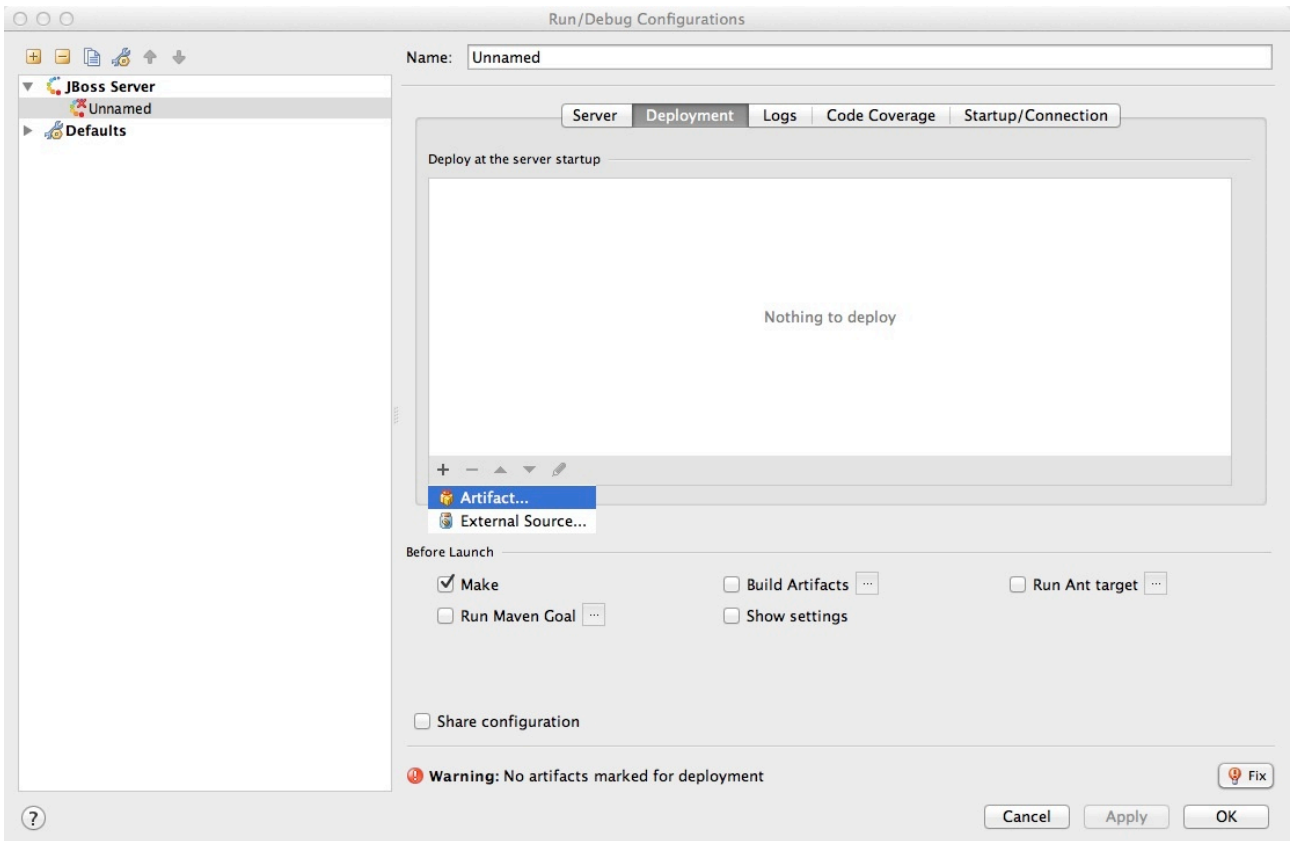 Run/Debug Configurations
Name: Unnamed
JBoss Server
Unnamed
Defaults
Server Deployment Logs Code Coverage Startup/Connection
Deploy at the server startup
Nothing to deploy
Artifact...
External Source...
Before Launch
Make Build Artifacts ... Run Ant target ...
Run Maven Goal ... Show settings
Share configuration
Warning: No artifacts marked for deployment
Fix
? Cancel Apply OK